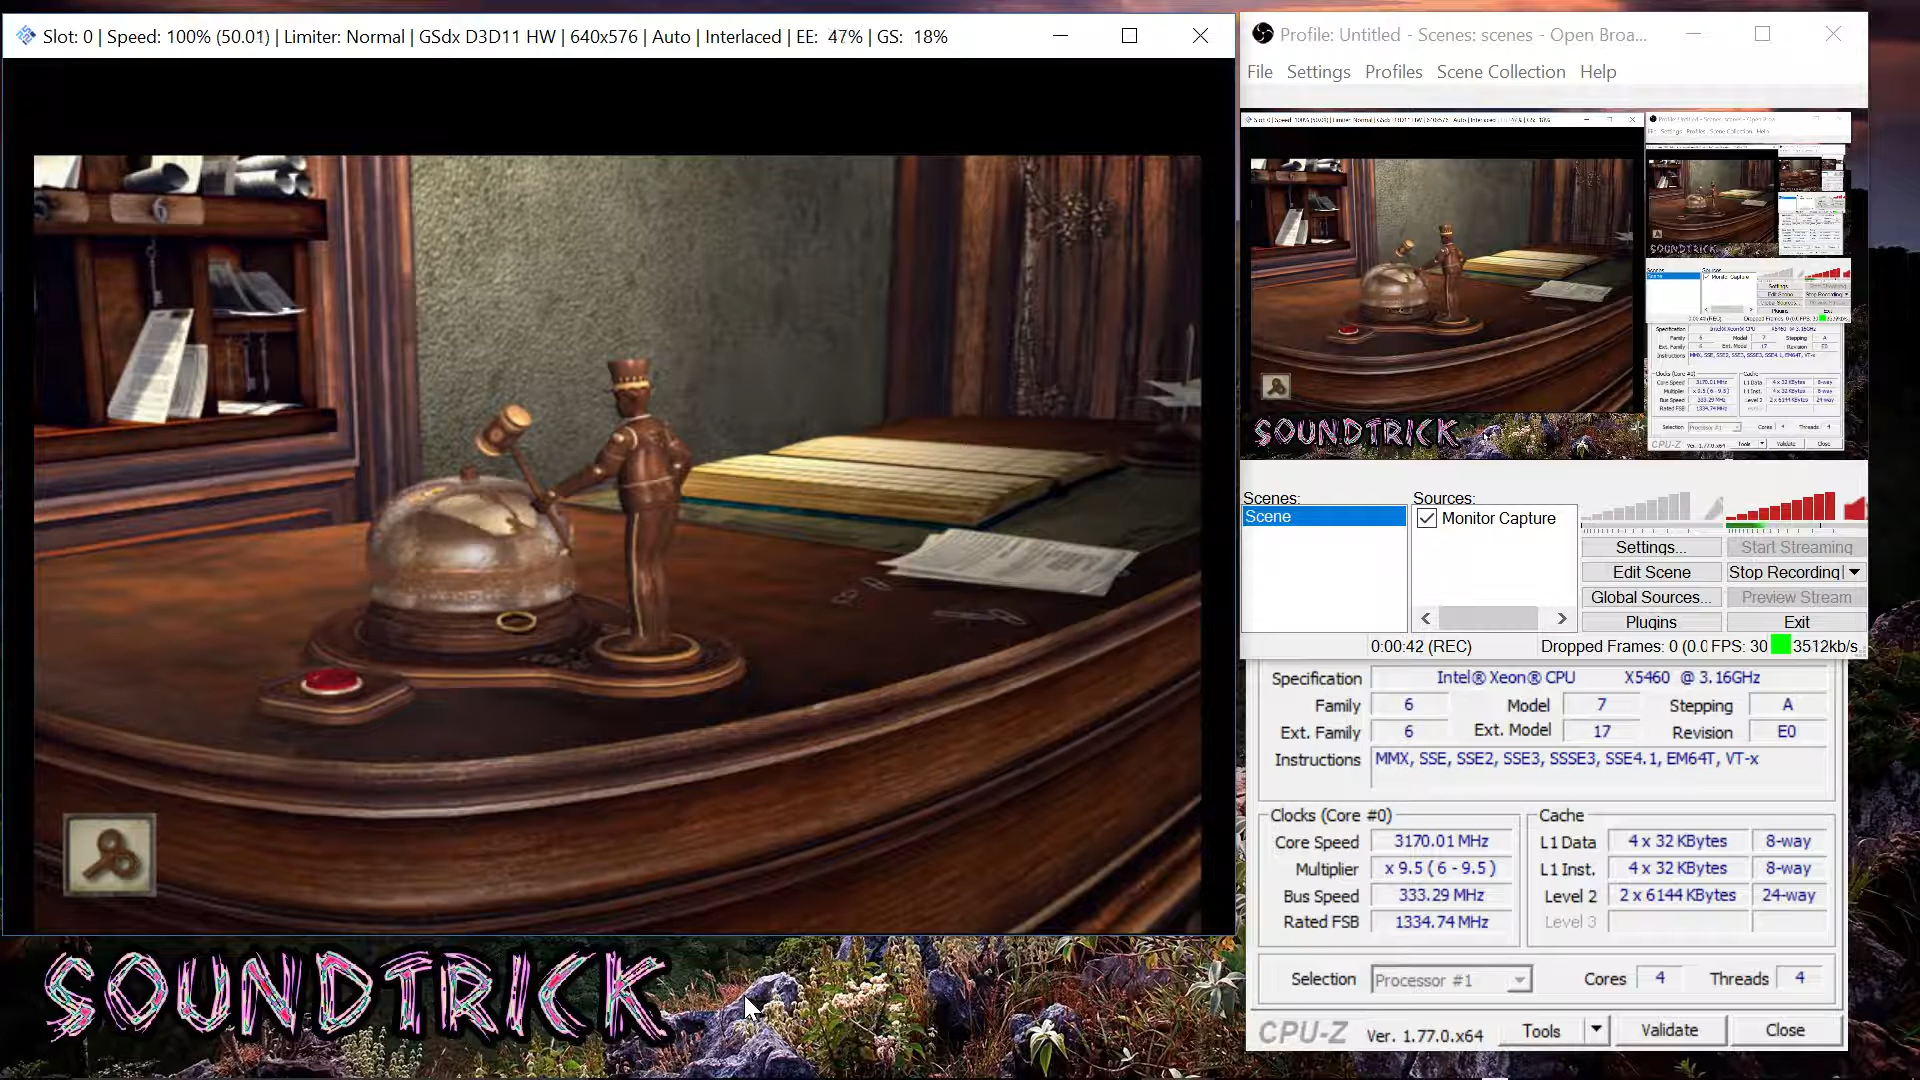 Slot: 0 | Speed: 100% (50.01) | Limiter: Normal | GSdx D3D11 HW | 640x576 | Auto | Interlaced | EE: 47% | GS: 18%
6
SOUNDTRICK
Profile: Untitled - Scenes: scenes - Open Broa...
File Settings Profiles Scene Collection Help
SOUNDTRICK
Scenes:
Scene
Sources:
Monitor Capture
Settings...
Start Streaming
Edit Scene
Stop Recording
Global Sources...
Preview Stream
Plugins
Exit
0:00:42 (REC)
Dropped Frames: 0 (0.0 FPS: 30 3512kb/s
Specification Intel® Xeon® CPU X5460 @ 3.16GHz
Family 6 Model 7 Stepping A
Ext. Family 6 Ext. Model 17 Revision E0
Instructions MMX, SSE, SSE2, SSE3, SSSE3, SSE4.1, EM64T, VT-x
Clocks (Core #0)
Core Speed 3170.01 MHz
Multiplier x 9.5 ( 6 - 9.5 )
Bus Speed 333.29 MHz
Rated FSB 1334.74 MHz
Cache
L1 Data 4 x 32 KBytes 8-way
L1 Inst. 4 x 32 KBytes 8-way
Level 2 2 x 6144 KBytes 24-way
Level 3
Selection Processor #1 Cores 4 Threads 4
CPU-Z Ver. 1.77.0.x64 Tools Validate Close